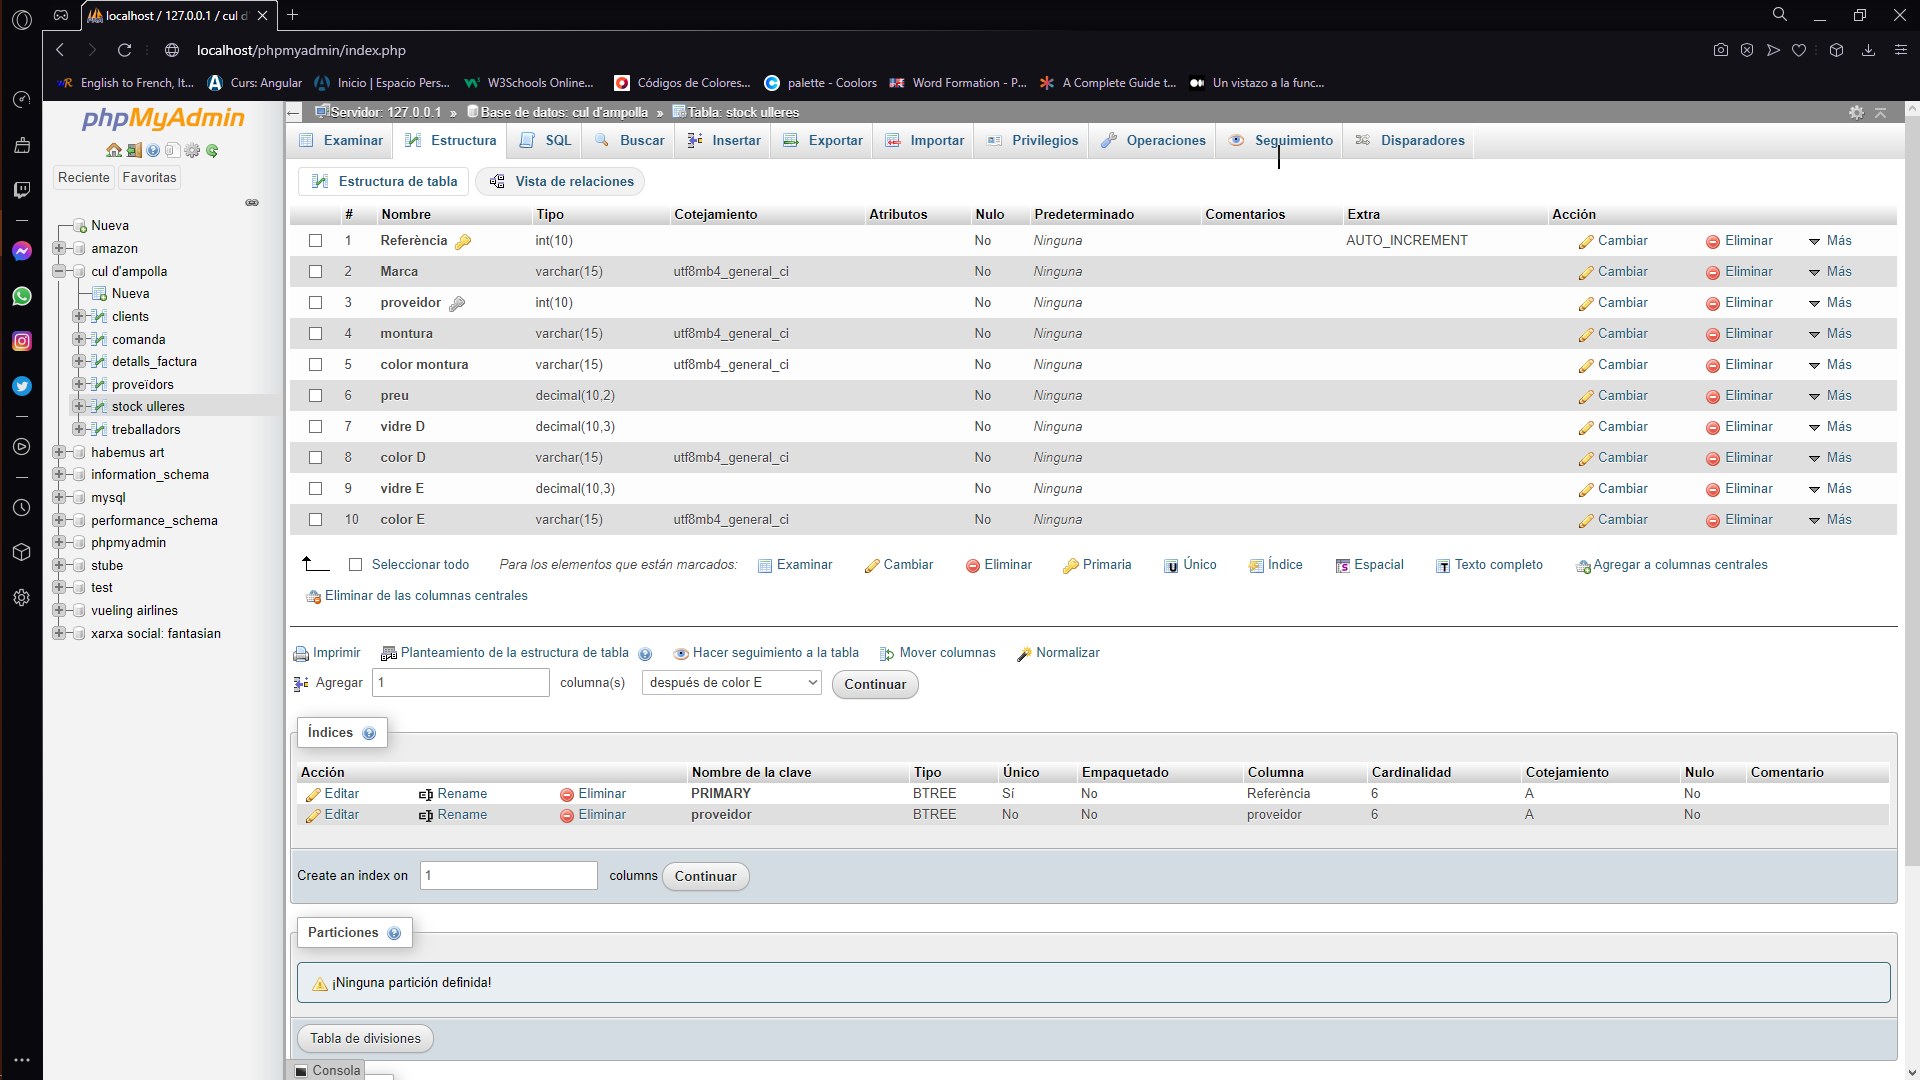 localhost / 127.0.0.1 / cul d
localhost/phpmyadmin/index.php
English to French, It...
Curs: Angular
Inicio | Espacio Pers...
W3Schools Online...
Códigos de Colores...
palette - Coolors
Word Formation - P...
A Complete Guide t...
Un vistazo a la func...
phpMyAdmin
Reciente
Favoritas
Nueva
amazon
cul d'ampolla
Nueva
clients
comanda
detalls_factura
proveïdors
stock ulleres
treballadors
habemus art
information_schema
mysql
performance_schema
phpmyadmin
stube
test
vueling airlines
xarxa social: fantasian
Servidor: 127.0.0.1 » Base de datos: cul d'ampolla » Tabla: stock ulleres
Examinar Estructura SQL Buscar Insertar Exportar Importar Privilegios Operaciones Seguimiento Disparadores
Estructura de tabla Vista de relaciones
# Nombre Tipo Cotejamiento Atributos Nulo Predeterminado Comentarios Extra Acción
1 Referència int(10) No Ninguna AUTO_INCREMENT Cambiar Eliminar Más
2 Marca varchar(15) utf8mb4_general_ci No Ninguna Cambiar Eliminar Más
3 proveidor int(10) No Ninguna Cambiar Eliminar Más
4 montura varchar(15) utf8mb4_general_ci No Ninguna Cambiar Eliminar Más
5 color montura varchar(15) utf8mb4_general_ci No Ninguna Cambiar Eliminar Más
6 preu decimal(10,2) No Ninguna Cambiar Eliminar Más
7 vidre D decimal(10,3) No Ninguna Cambiar Eliminar Más
8 color D varchar(15) utf8mb4_general_ci No Ninguna Cambiar Eliminar Más
9 vidre E decimal(10,3) No Ninguna Cambiar Eliminar Más
10 color E varchar(15) utf8mb4_general_ci No Ninguna Cambiar Eliminar Más
Seleccionar todo Para los elementos que están marcados: Examinar Cambiar Eliminar Primaria Único Índice Espacial Texto completo Agregar a columnas centrales
Eliminar de las columnas centrales
Imprimir Planteamiento de la estructura de tabla Hacer seguimiento a la tabla Mover columnas Normalizar
Agregar 1 columna(s) después de color E Continuar
Índices
Acción Nombre de la clave Tipo Único Empaquetado Columna Cardinalidad Cotejamiento Nulo Comentario
Editar Rename Eliminar PRIMARY BTREE Sí No Referència 6 A No
Editar Rename Eliminar proveidor BTREE No No proveidor 6 A No
Create an index on 1 columns Continuar
Particiones
¡Ninguna partición definida!
Tabla de divisiones
Consola